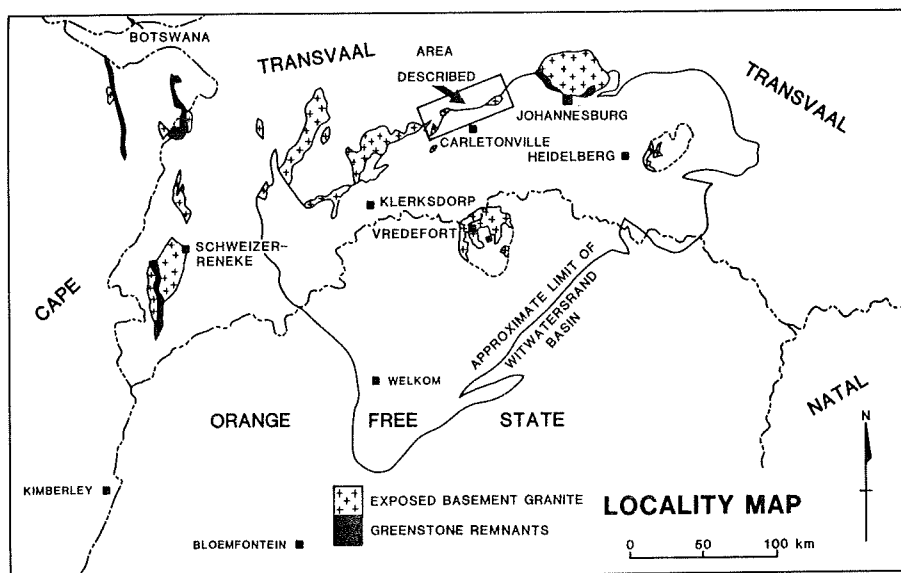 BOTSWANA
TRANSVAAL
AREA
DESCRIBED
TRANSVAAL
JOHANNESBURG
CARLETONVILLE
HEIDELBERG
KLERKSDORP
VREDEFORT
SCHWEIZER-
RENEKE
CAPE
APPROXIMATE LIMIT OF
WITWATERSRAND
BASIN
WELKOM
ORANGE FREE STATE
NATAL
N
KIMBERLEY
EXPOSED BASEMENT GRANITE
GREENSTONE REMNANTS
LOCALITY MAP
BLOEMFONTEIN
0 50 100 km